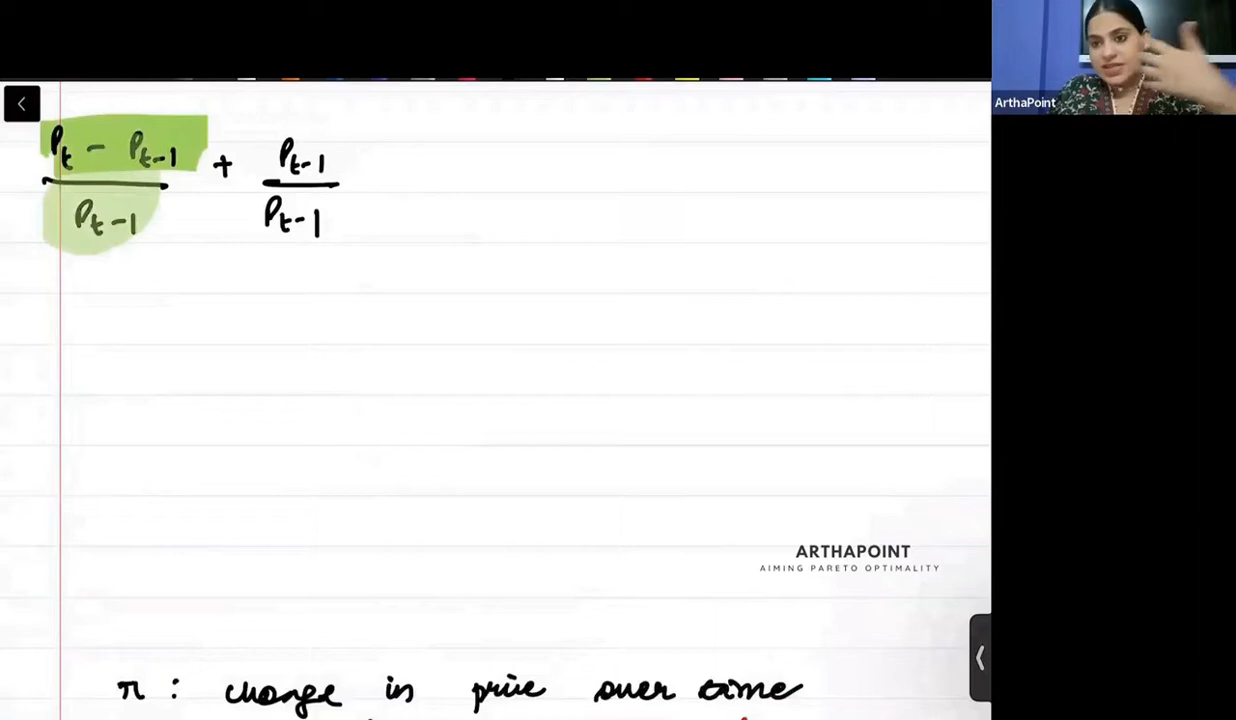 Pt - Pt-1 / Pt-1 + Pt-1 / Pt-1
ArthaPoint
ARTHAPOINT
AIMING PARETO OPTIMALITY
π : change in price over time